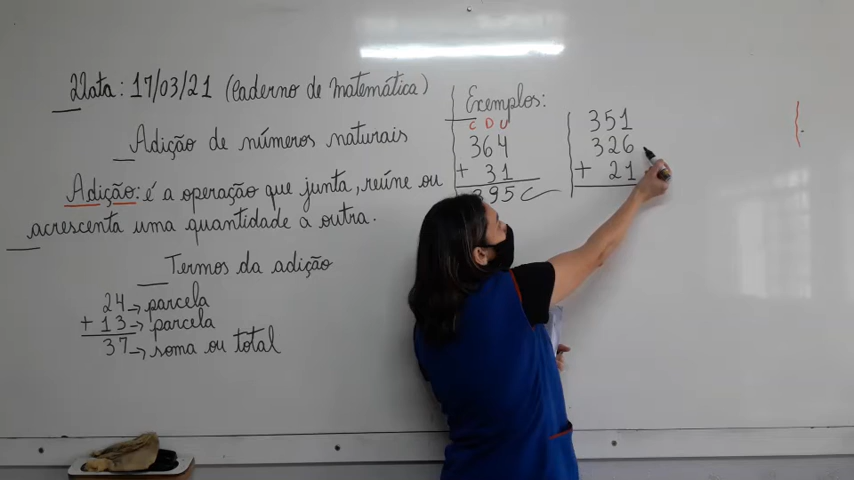 Data: 17/03/21 (Caderno de Matemática)
Adição de números naturais
Adição: é a operação que junta, reúne ou
acrescenta uma quantidade a outra.
Termos da adição
24 → parcela
+ 13 → parcela
37 → soma ou total
Exemplos:
C D U
364
+ 31
395
351
326
+ 21